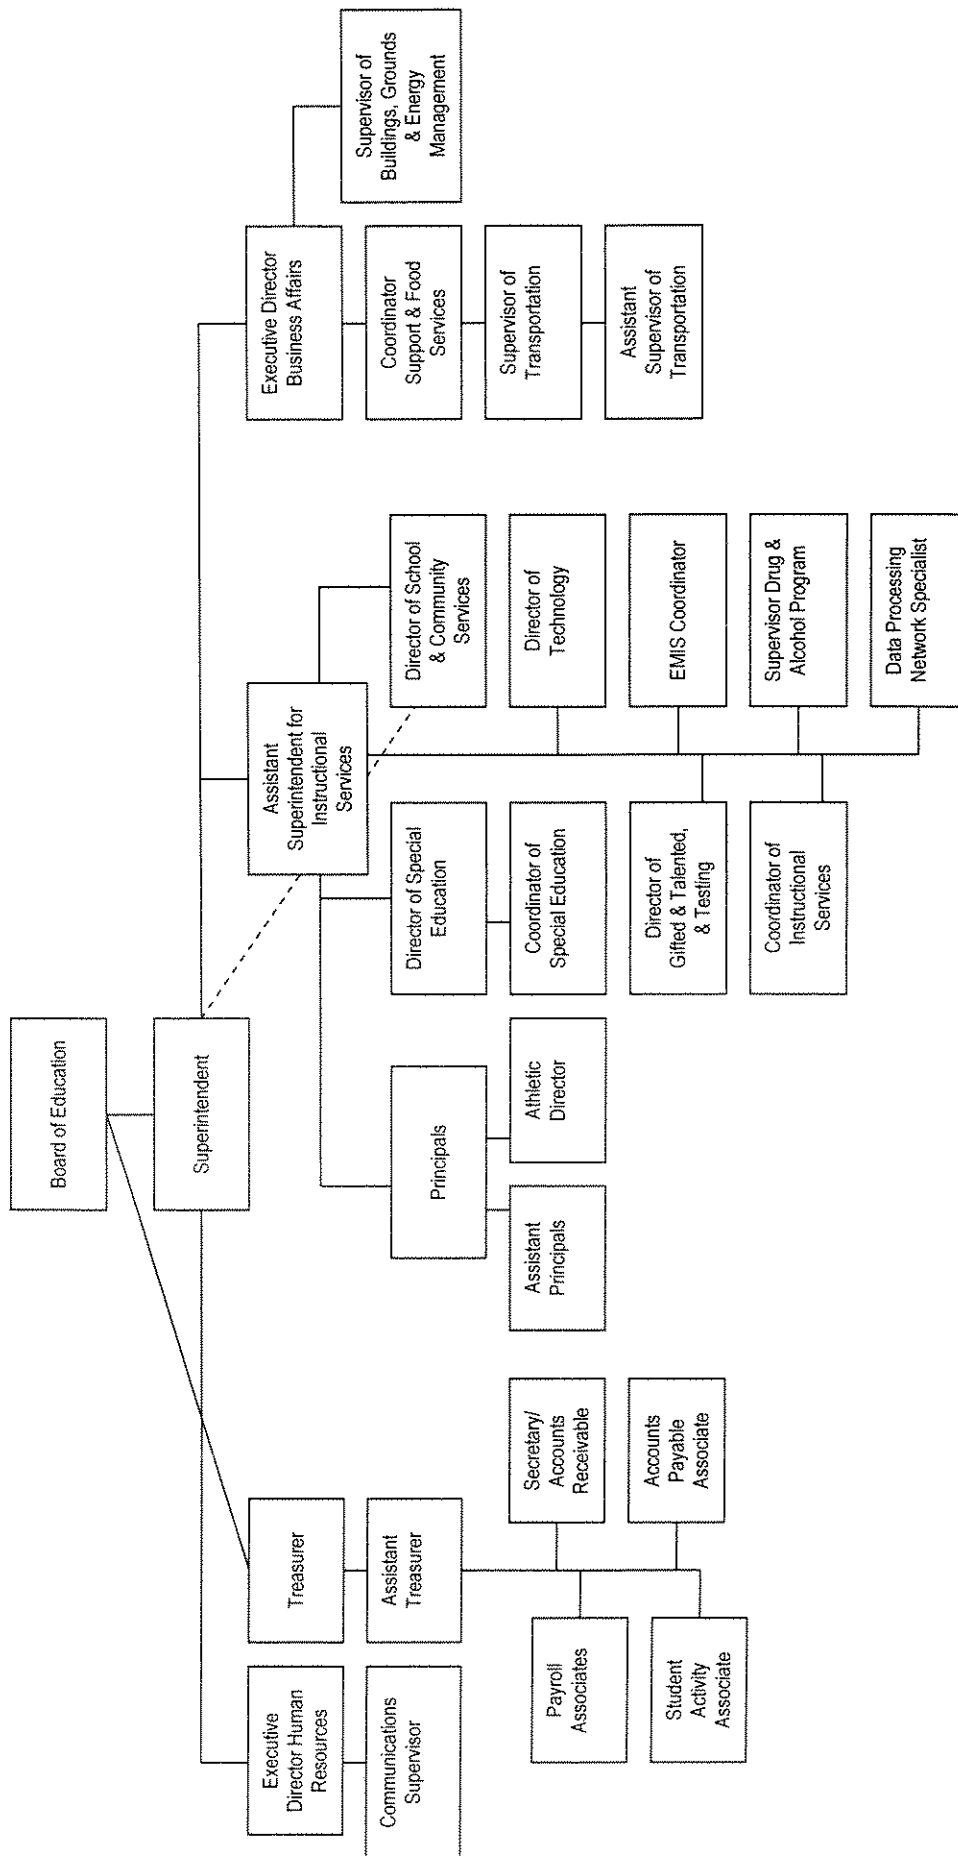 Board of Education
Superintendent
Executive
Director Human
Resources
Communications
Supervisor
Treasurer
Assistant
Treasurer
Payroll
Associates
Secretary/
Accounts
Receivable
Student
Activity
Associate
Accounts
Payable
Associate
Assistant
Superintendent for
Instructional
Services
Principals
Assistant
Principals
Athletic
Director
Director of Special
Education
Coordinator of
Special Education
Director of School
& Community
Services
Director of
Technology
EMIS Coordinator
Director of
Gifted & Talented,
& Testing
Supervisor Drug &
Alcohol Program
Coordinator of
Instructional
Services
Data Processing
Network Specialist
Executive Director
Business Affairs
Supervisor of
Buildings, Grounds
& Energy
Management
Coordinator
Support & Food
Services
Supervisor of
Transportation
Assistant
Supervisor of
Transportation